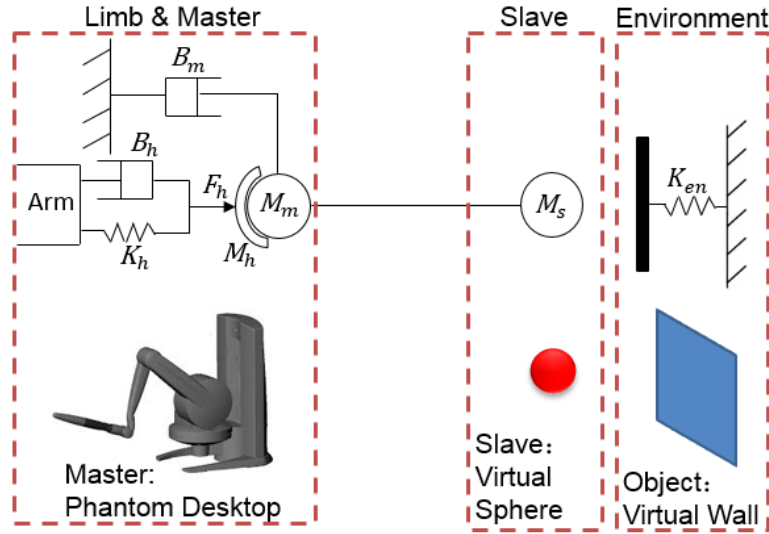 Limb & Master
Slave
Environment
B_m
B_h
Arm
F_h
M_m
M_s
K_en
K_h
M_h
Master:
Phantom Desktop
Slave:
Virtual
Sphere
Object:
Virtual Wall